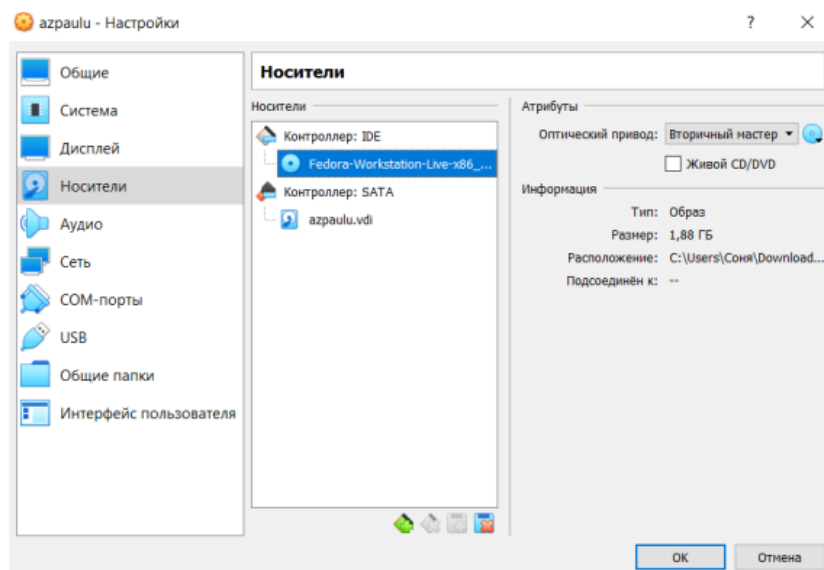 azpaulu - Настройки
?
Общие
Система
Дисплей
Носители
Аудио
Сеть
COM-порты
USB
Общие папки
Интерфейс пользователя
Носители
Носители
Контроллер: IDE
Fedora-Workstation-Live-x86_...
Контроллер: SATA
azpaulu.vdi
Атрибуты
Оптический привод: Вторичный мастер
Живой CD/DVD
Информация
Тип: Образ
Размер: 1,88 ГБ
Расположение: C:\Users\Соня\Download...
Подсоединён к: --
OK
Отмена